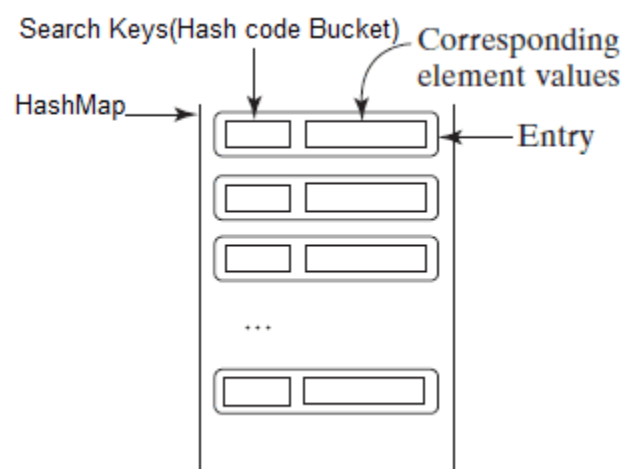 Search Keys(Hash code Bucket)
Corresponding
element values
HashMap
Entry
...